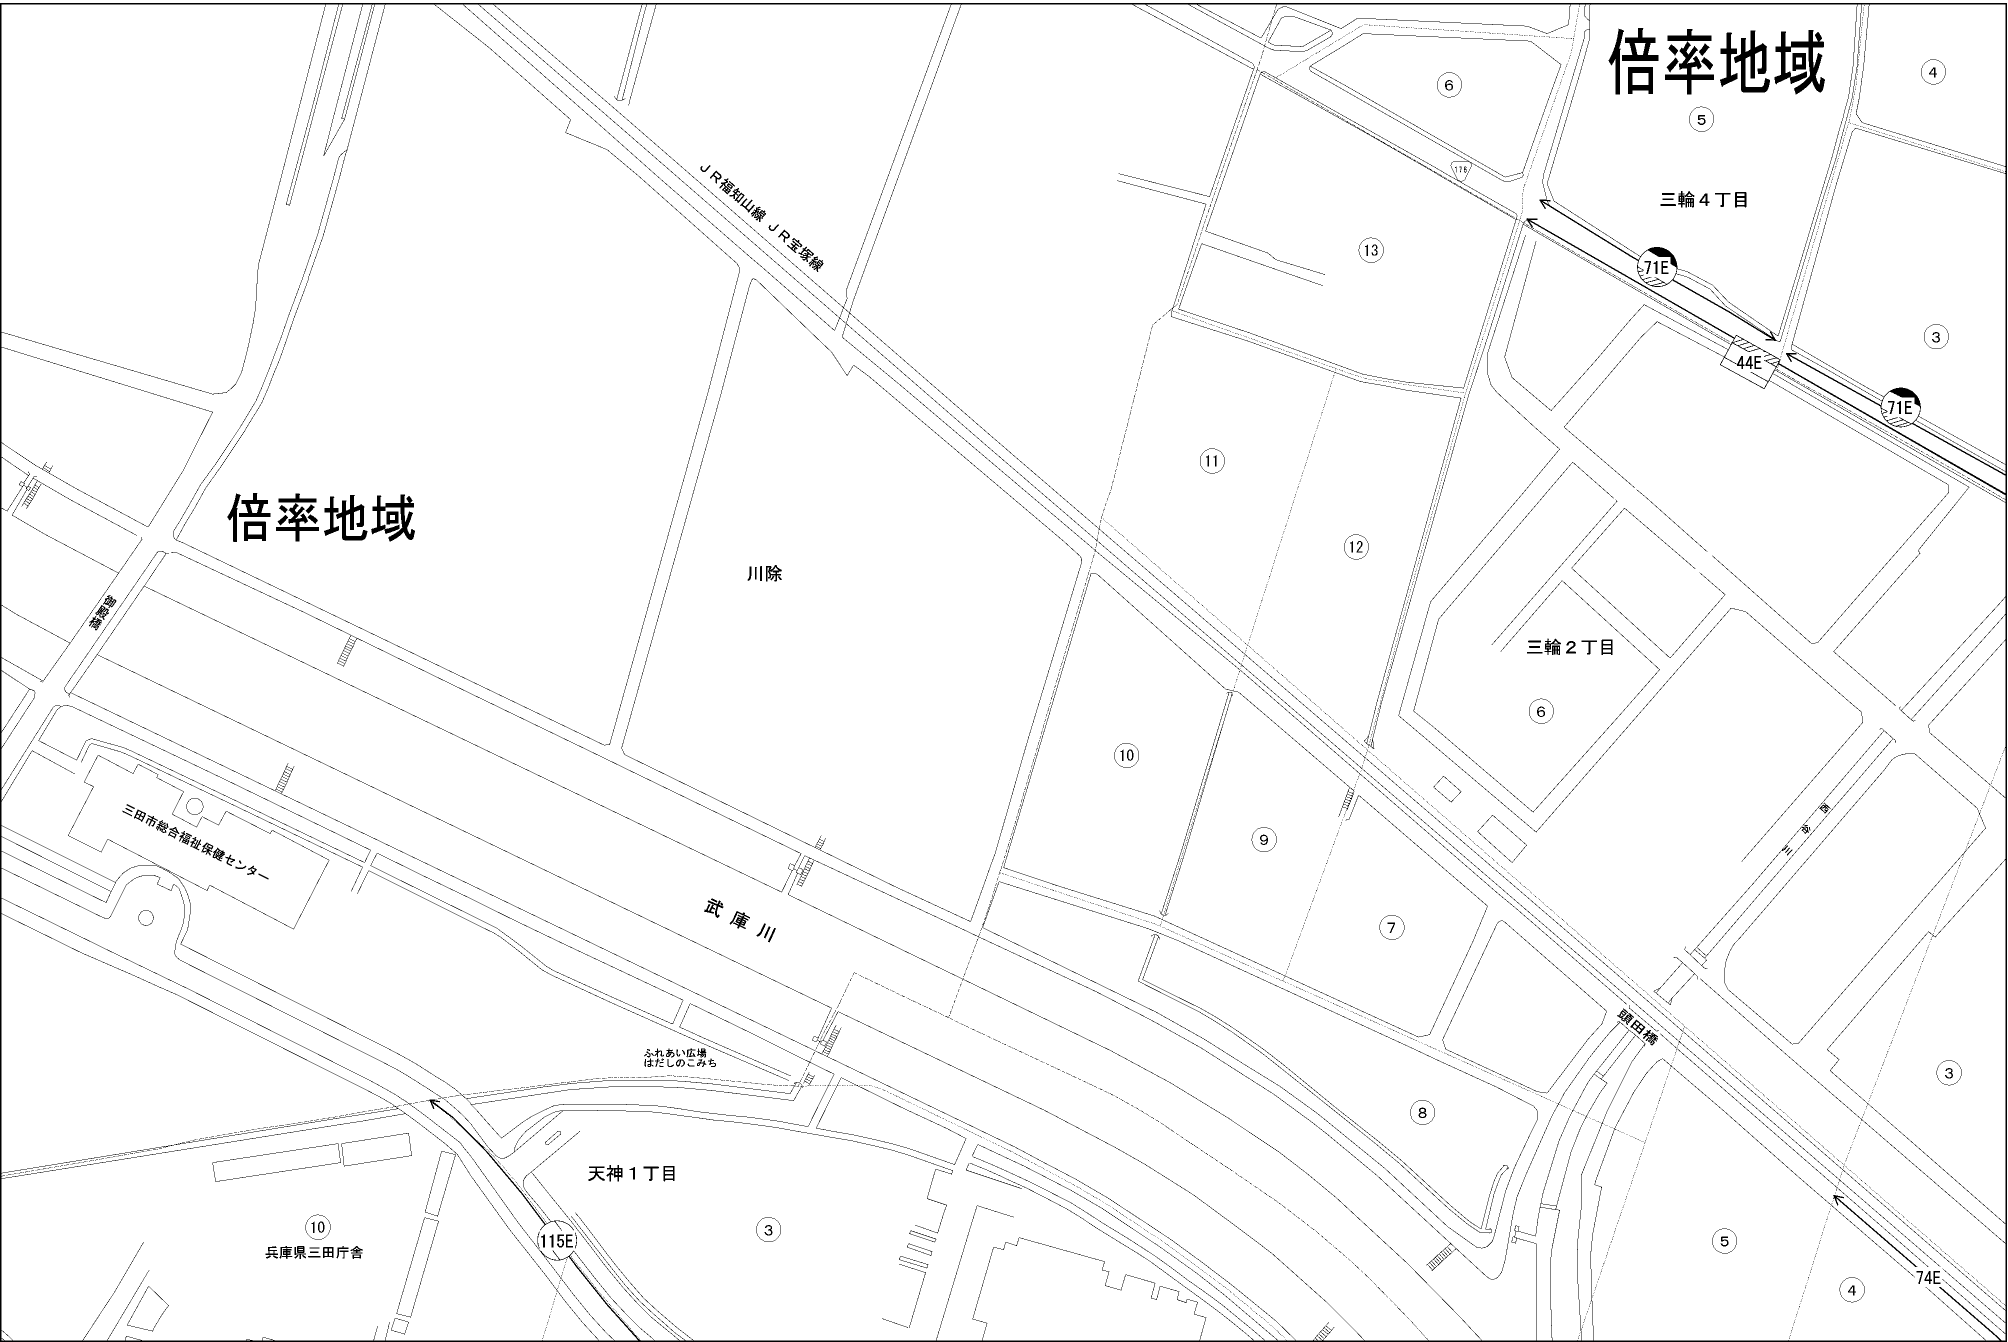 倍率地域
④
⑥
⑤
176
ＪＲ福知山線 ＪＲ宝塚線
三輪４丁目
⑬
71E
③
44E
71E
⑪
倍率地域
⑫
川除
御殿橋
三輪２丁目
⑥
⑩
三田市総合福祉保健センター
⑨
西谷川
武庫川
⑦
頭田橋
ふれあい広場
はだしのこみち
③
⑧
天神１丁目
⑩
兵庫県三田庁舎
③
115E
⑤
74E
④